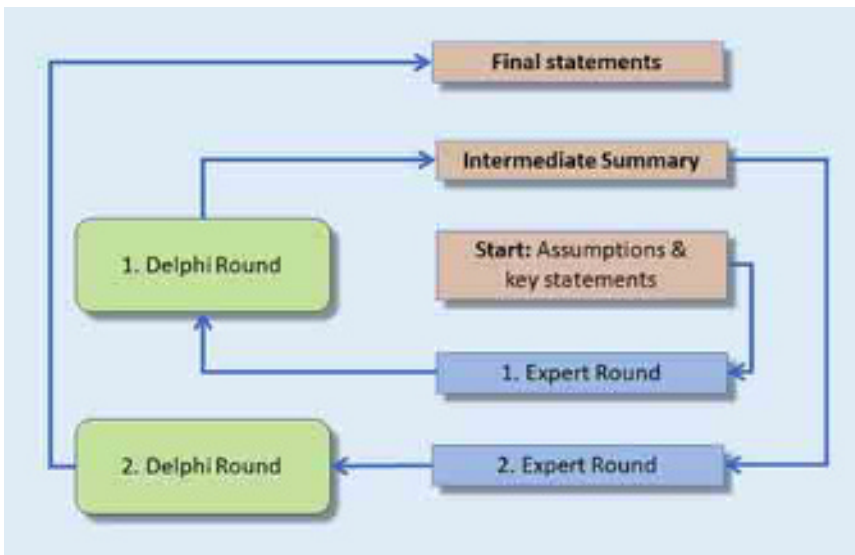 Final statements
Intermediate Summary
1. Delphi Round
Start: Assumptions &
key statements
1. Expert Round
2. Delphi Round
2. Expert Round